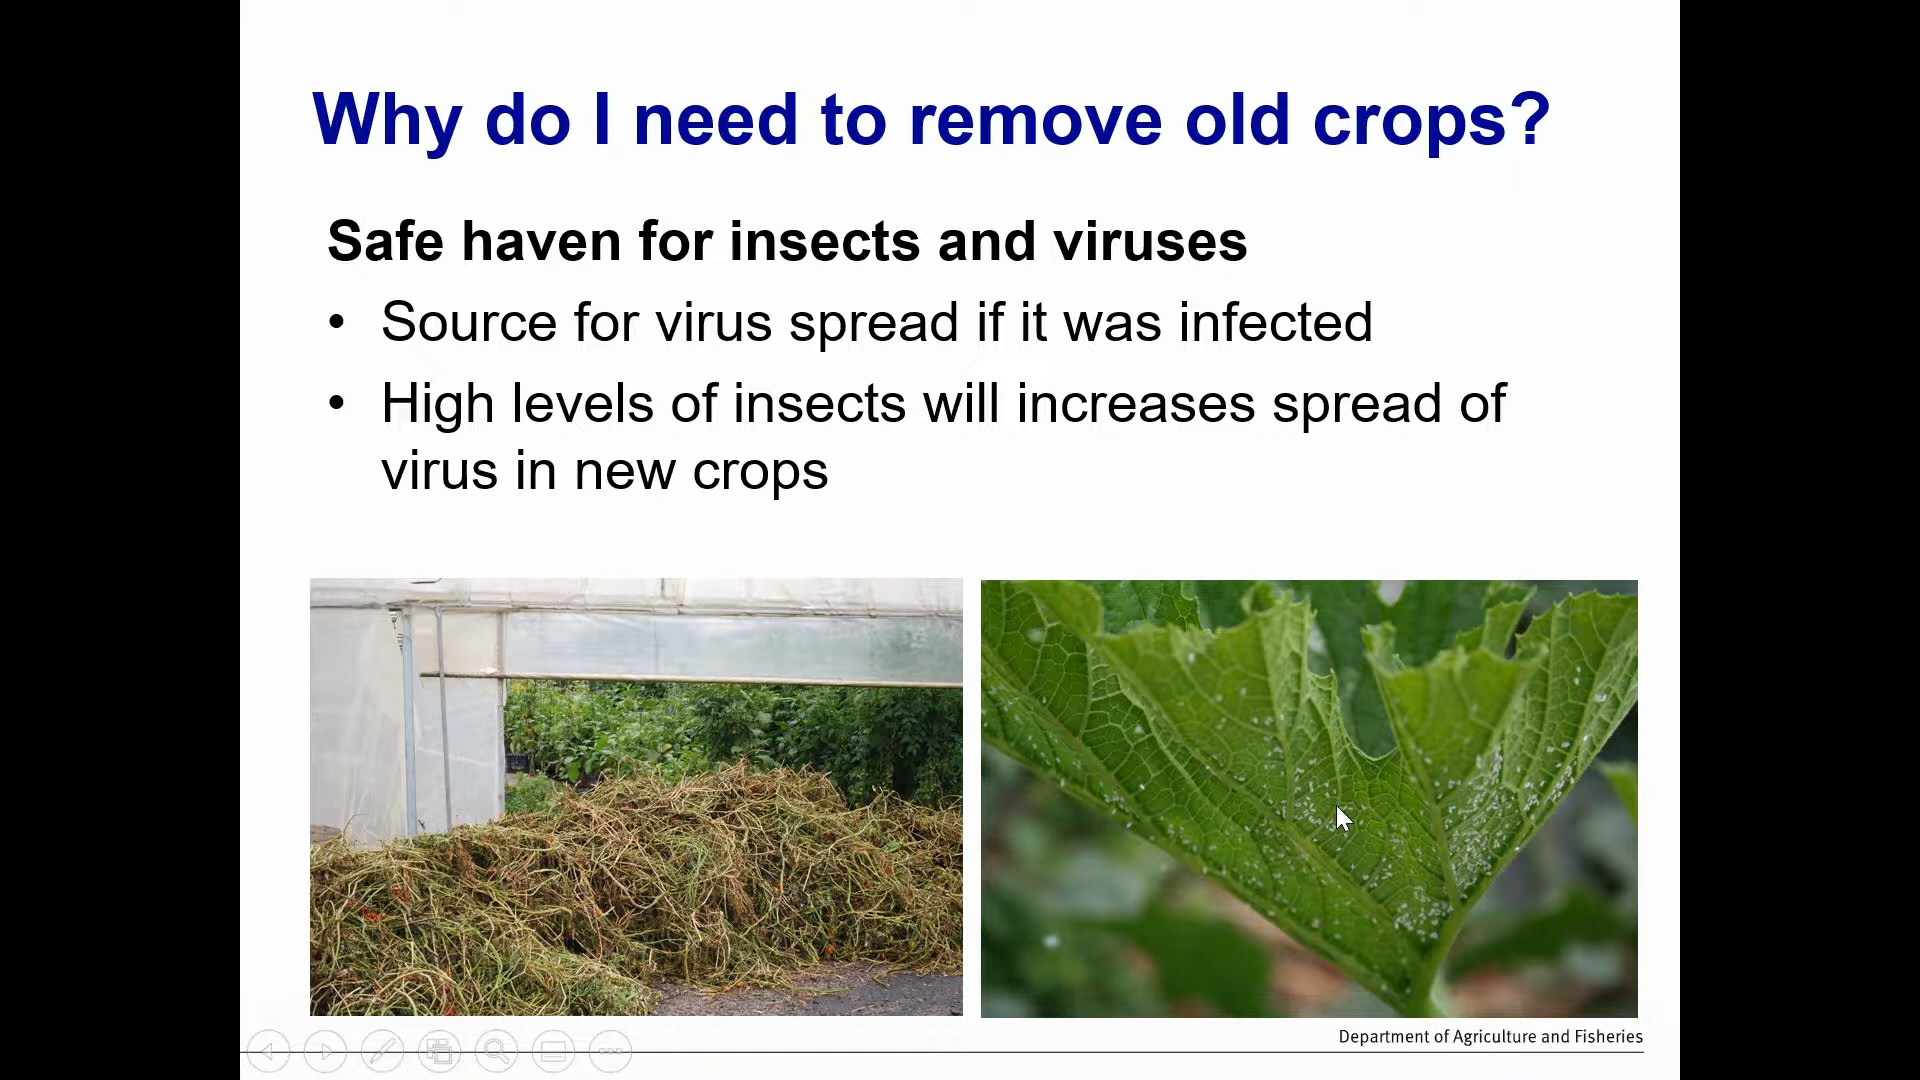 Why do I need to remove old crops?
Safe haven for insects and viruses
• Source for virus spread if it was infected
• High levels of insects will increases spread of
virus in new crops
Department of Agriculture and Fisheries